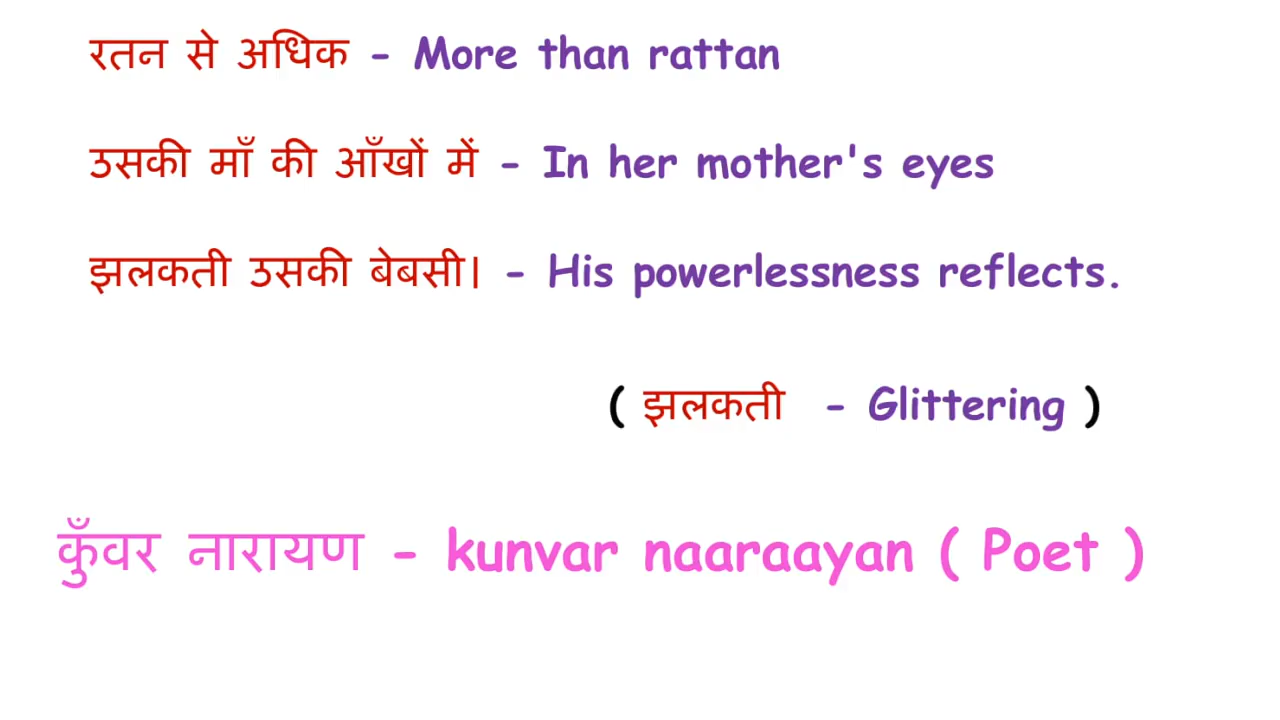 रतन से अधिक - More than rattan
उसकी माँ की आँखों में - In her mother's eyes
झलकती उसकी बेबसी। - His powerlessness reflects.
( झलकती - Glittering )
कुँवर नारायण - kunvar naaraayan ( Poet )